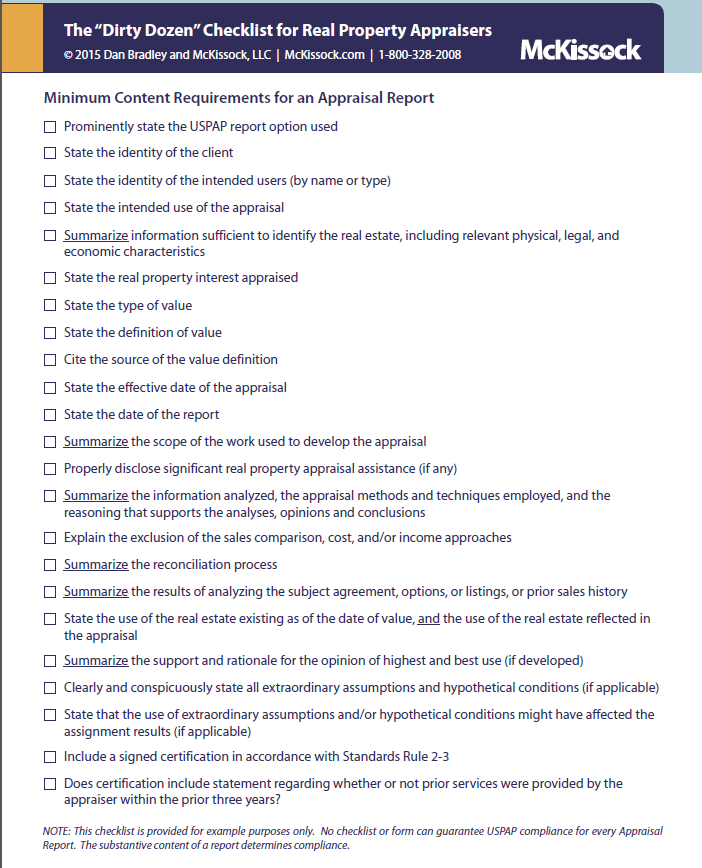 The “Dirty Dozen” Checklist for Real Property Appraisers
© 2015 Dan Bradley and McKissock, LLC | McKissock.com | 1-800-328-2008
McKissock
Minimum Content Requirements for an Appraisal Report
Prominently state the USPAP report option used
State the identity of the client
State the identity of the intended users (by name or type)
State the intended use of the appraisal
Summarize information sufficient to identify the real estate, including relevant physical, legal, and
economic characteristics
State the real property interest appraised
State the type of value
State the definition of value
Cite the source of the value definition
State the effective date of the appraisal
State the date of the report
Summarize the scope of the work used to develop the appraisal
Properly disclose significant real property appraisal assistance (if any)
Summarize the information analyzed, the appraisal methods and techniques employed, and the
reasoning that supports the analyses, opinions and conclusions
Explain the exclusion of the sales comparison, cost, and/or income approaches
Summarize the reconciliation process
Summarize the results of analyzing the subject agreement, options, or listings, or prior sales history
State the use of the real estate existing as of the date of value, and the use of the real estate reflected in
the appraisal
Summarize the support and rationale for the opinion of highest and best use (if developed)
Clearly and conspicuously state all extraordinary assumptions and hypothetical conditions (if applicable)
State that the use of extraordinary assumptions and/or hypothetical conditions might have affected the
assignment results (if applicable)
Include a signed certification in accordance with Standards Rule 2-3
Does certification include statement regarding whether or not prior services were provided by the
appraiser within the prior three years?
NOTE: This checklist is provided for example purposes only. No checklist or form can guarantee USPAP compliance for every Appraisal
Report. The substantive content of a report determines compliance.